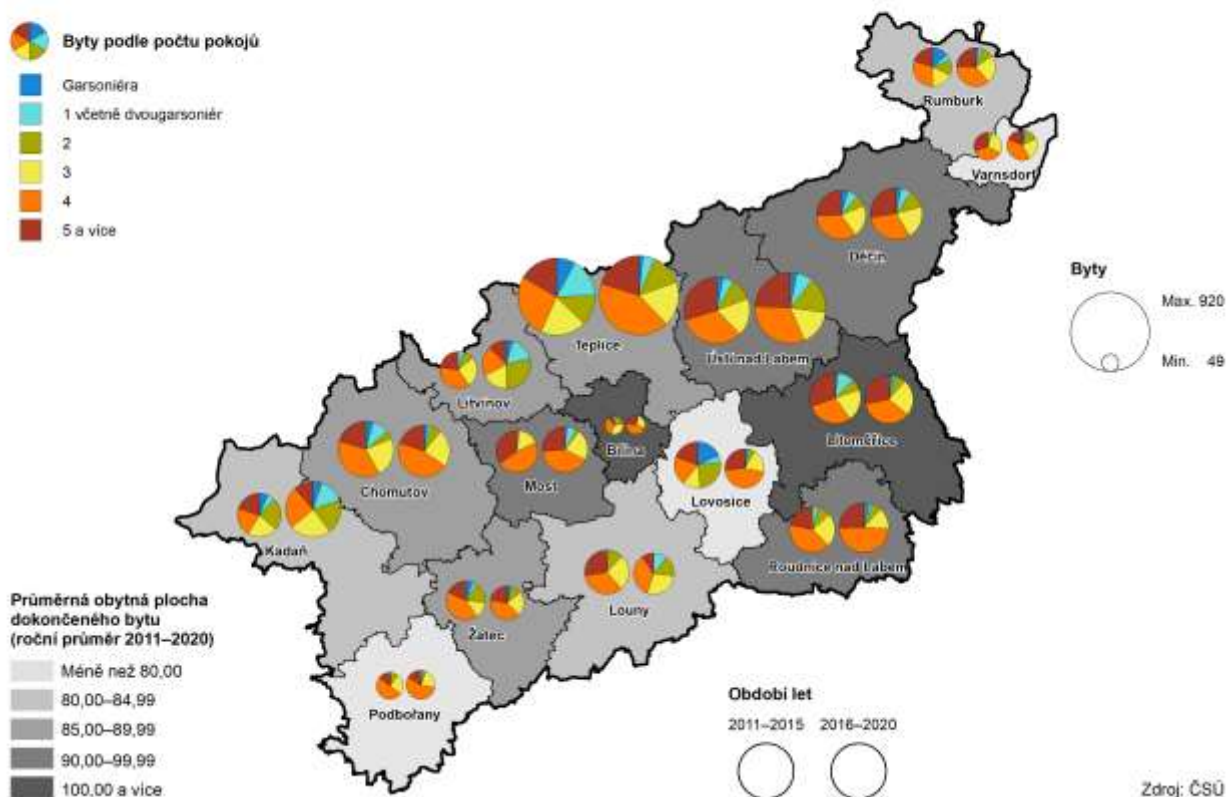 Byty podle počtu pokojů
Garsoniéra
1 včetně dvougarsoniér
2
3
4
5 a více
Rumburk
Varnsdorf
Děčín
Teplice
Ústí nad Labem
Litvínov
Bílina
Litoměřice
Chomutov
Most
Lovosice
Kadaň
Roudnice nad Labem
Louny
Žatec
Podbořany
Byty
Max. 920
Min. 49
Průměrná obytná plocha
dokončeného bytu
(roční průměr 2011–2020)
Méně než 80,00
80,00–84,99
85,00–89,99
90,00–99,99
100,00 a více
Období let
2011–2015 2016–2020
Zdroj: ČSÚ